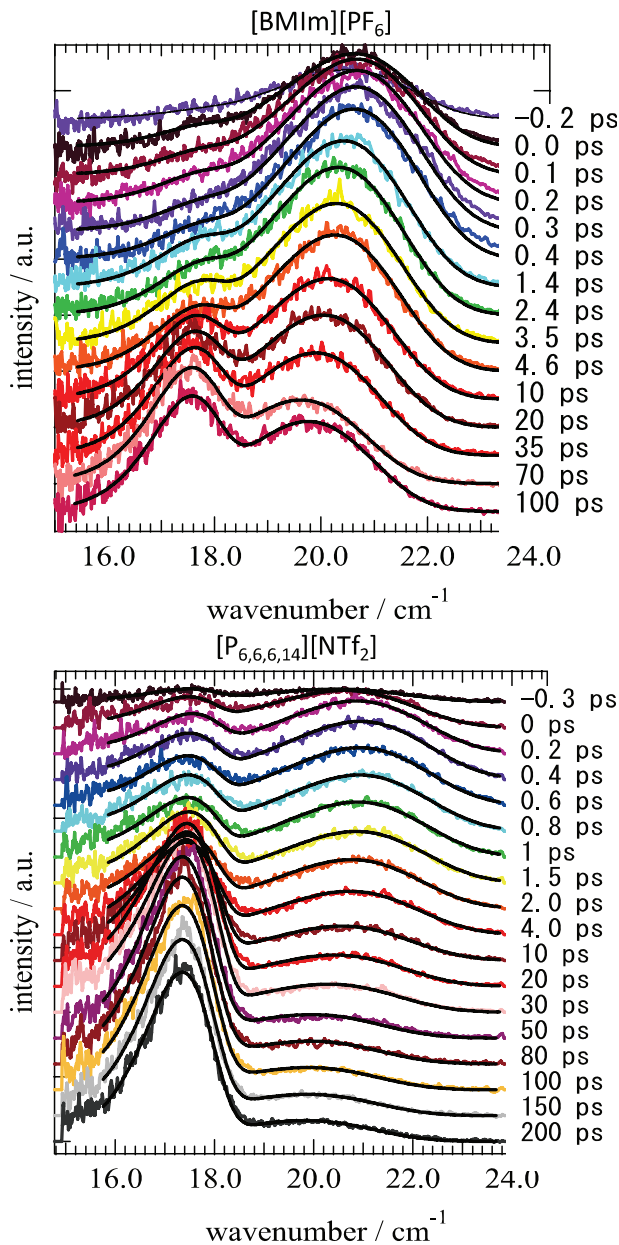 [BMIm][PF6]
−0.2 ps
0.0 ps
0.1 ps
0.2 ps
0.3 ps
0.4 ps
1.4 ps
2.4 ps
3.5 ps
4.6 ps
10 ps
20 ps
35 ps
70 ps
100 ps
intensity / a.u.
16.0 18.0 20.0 22.0 24.0
wavenumber / cm-1
[P6,6,6,14][NTf2]
−0.3 ps
0 ps
0.2 ps
0.4 ps
0.6 ps
0.8 ps
1 ps
1.5 ps
2.0 ps
4.0 ps
10 ps
20 ps
30 ps
50 ps
80 ps
100 ps
150 ps
200 ps
intensity / a.u.
16.0 18.0 20.0 22.0 24.0
wavenumber / cm-1